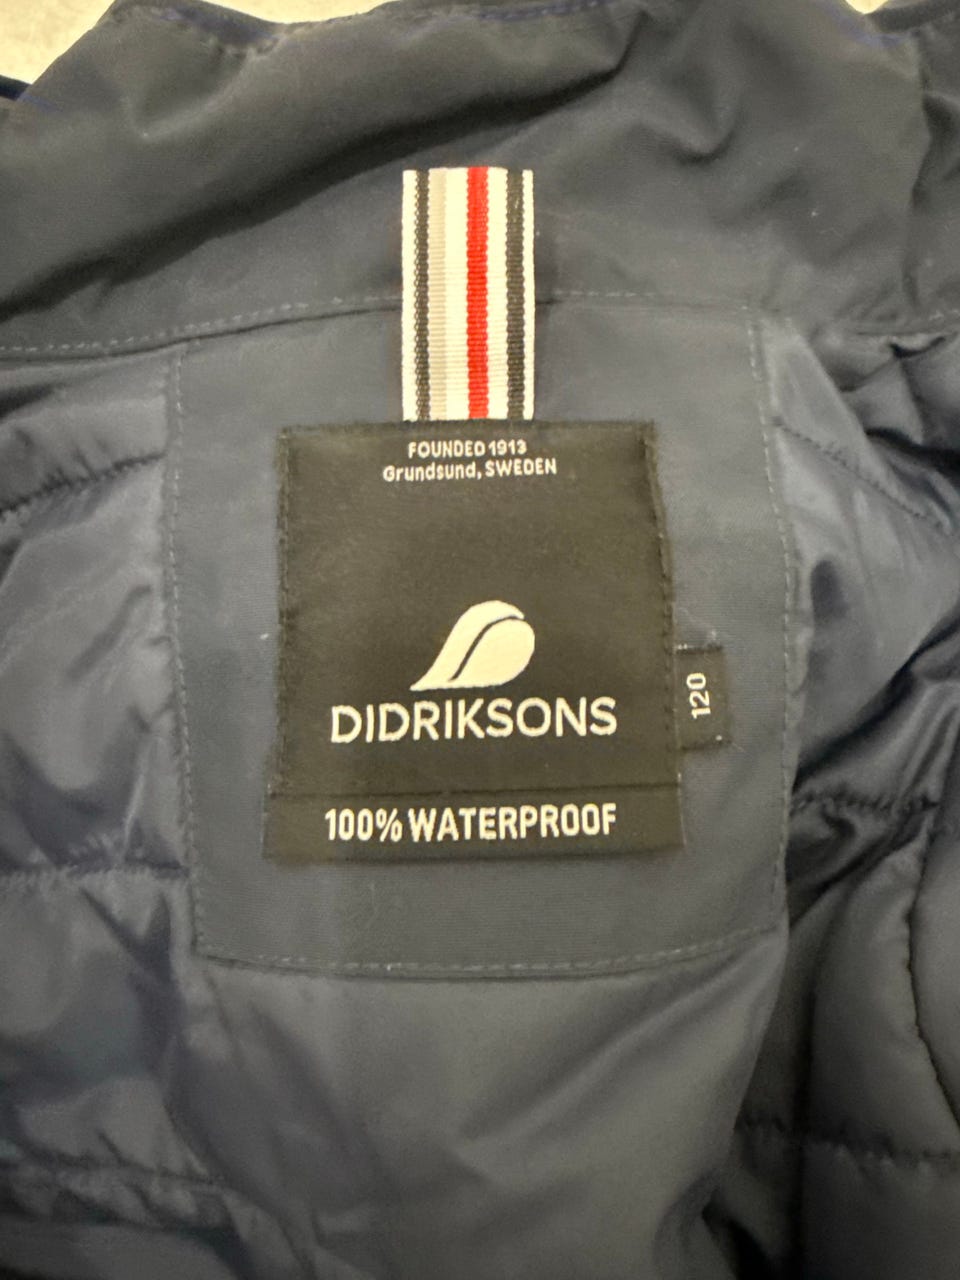 FOUNDED 1913
Grundsund, SWEDEN
DIDRIKSONS
120
100% WATERPROOF